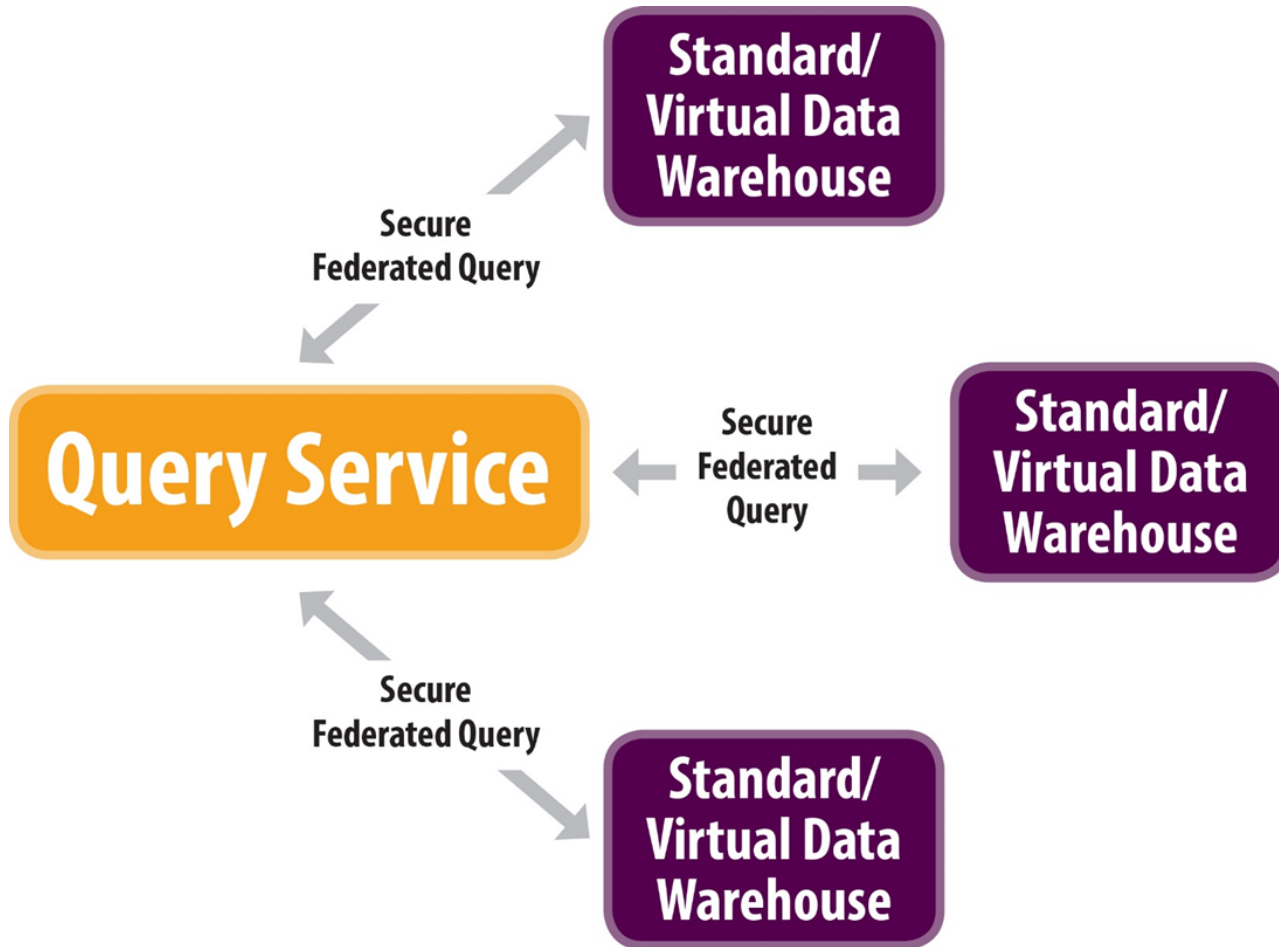 Standard/
Virtual Data
Warehouse
Secure
Federated Query
Query Service
Secure
Federated
Query
Standard/
Virtual Data
Warehouse
Secure
Federated Query
Standard/
Virtual Data
Warehouse